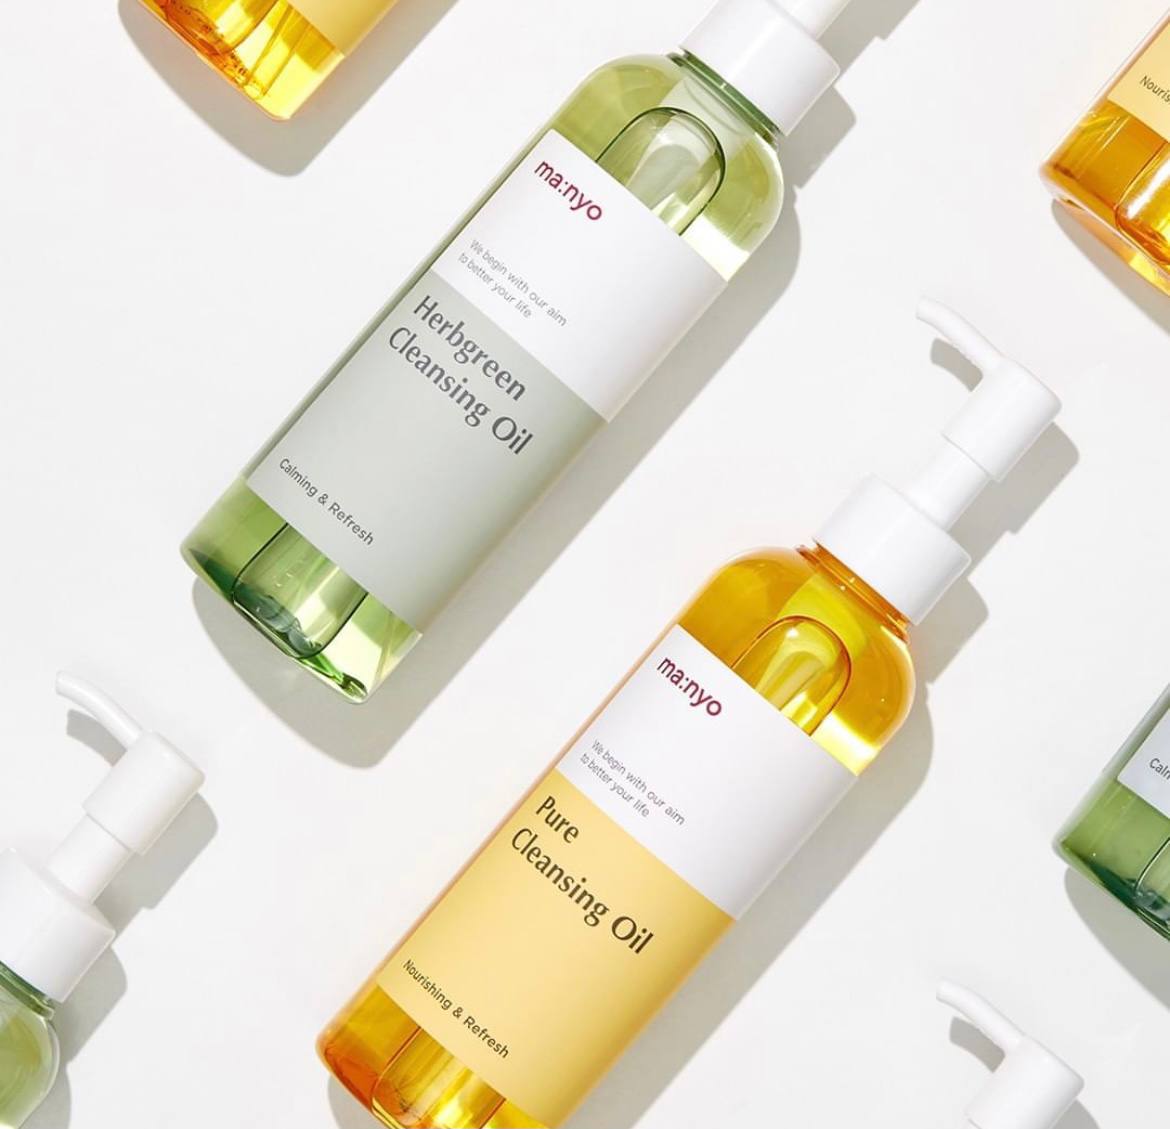 ma:nyo
We begin with our aim
to better your life
Herbgreen
Cleansing Oil
Calming & Refresh
ma:nyo
We begin with our aim
to better your life
Pure
Cleansing Oil
Nourishing & Refresh